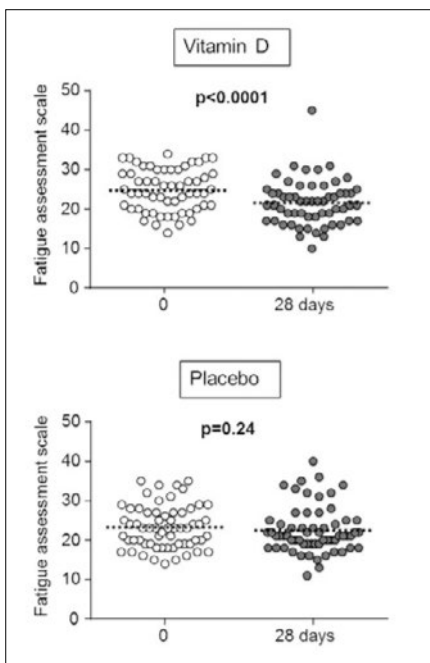 Vitamin D
p<0.0001
Fatigue assessment scale
50
40
30
20
10
0
0
28 days
Placebo
p=0.24
Fatigue assessment scale
50
40
30
20
10
0
0
28 days